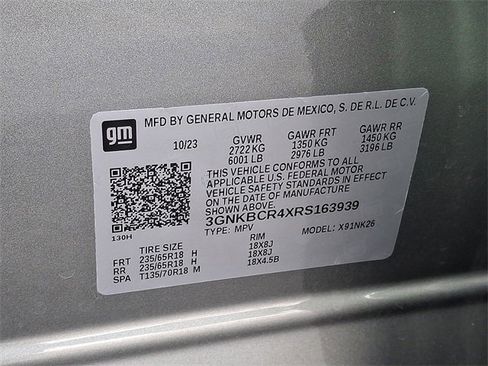 gm
MFD BY GENERAL MOTORS DE MEXICO, S. DE R.L. DE C.V.
10/23 GVWR GAWR FRT GAWR RR
2722 KG 1350 KG 1450 KG
6001 LB 2976 LB 3196 LB
THIS VEHICLE CONFORMS TO ALL
APPLICABLE U.S. FEDERAL MOTOR
VEHICLE SAFETY STANDARDS IN EFFECT
ON THE DATE OF MANUFACTURE SHOWN ABOVE.
3GNKBCR4XRS163939
130H
TYPE: MPV MODEL: X91NK26
TIRE SIZE RIM
FRT 235/65R18 H 18X8J
RR 235/65R18 H 18X8J
SPA T135/70R18 M 18X4.5B